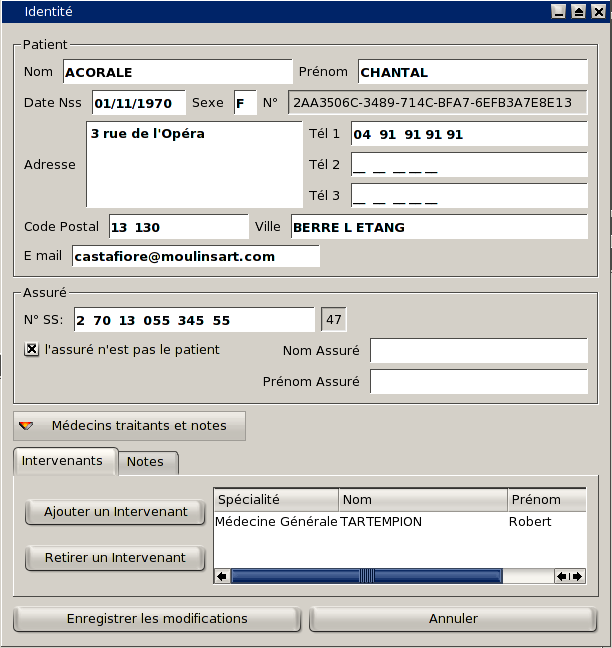 Identité
Patient
Nom ACORALE Prénom CHANTAL
Date Nss 01/11/1970 Sexe F N° 2AA3506C-3489-714C-BFA7-6EFB3A7E8E13
Adresse 3 rue de l'Opéra
Tél 1 04 91 91 91 91
Tél 2 __ __ __ __ __
Tél 3 __ __ __ __ __
Code Postal 13 130 Ville BERRE L ETANG
E mail castafiore@moulinsart.com
Assuré
N° SS: 2 70 13 055 345 55 47
l'assuré n'est pas le patient Nom Assuré
Prénom Assuré
Médecins traitants et notes
Intervenants Notes
Ajouter un Intervenant
Retirer un Intervenant
Spécialité Nom Prénom
Médecine Générale TARTEMPION Robert
Enregistrer les modifications Annuler